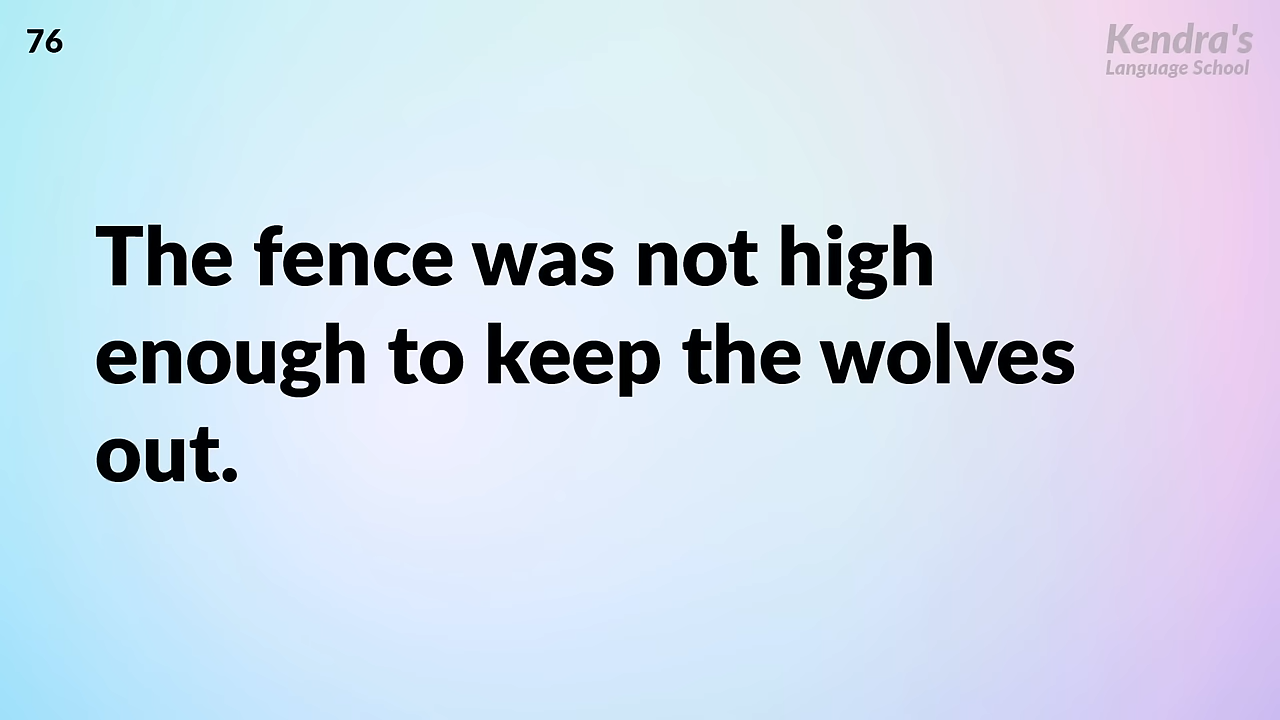 76
Kendra's
Language School
The fence was not high
enough to keep the wolves
out.